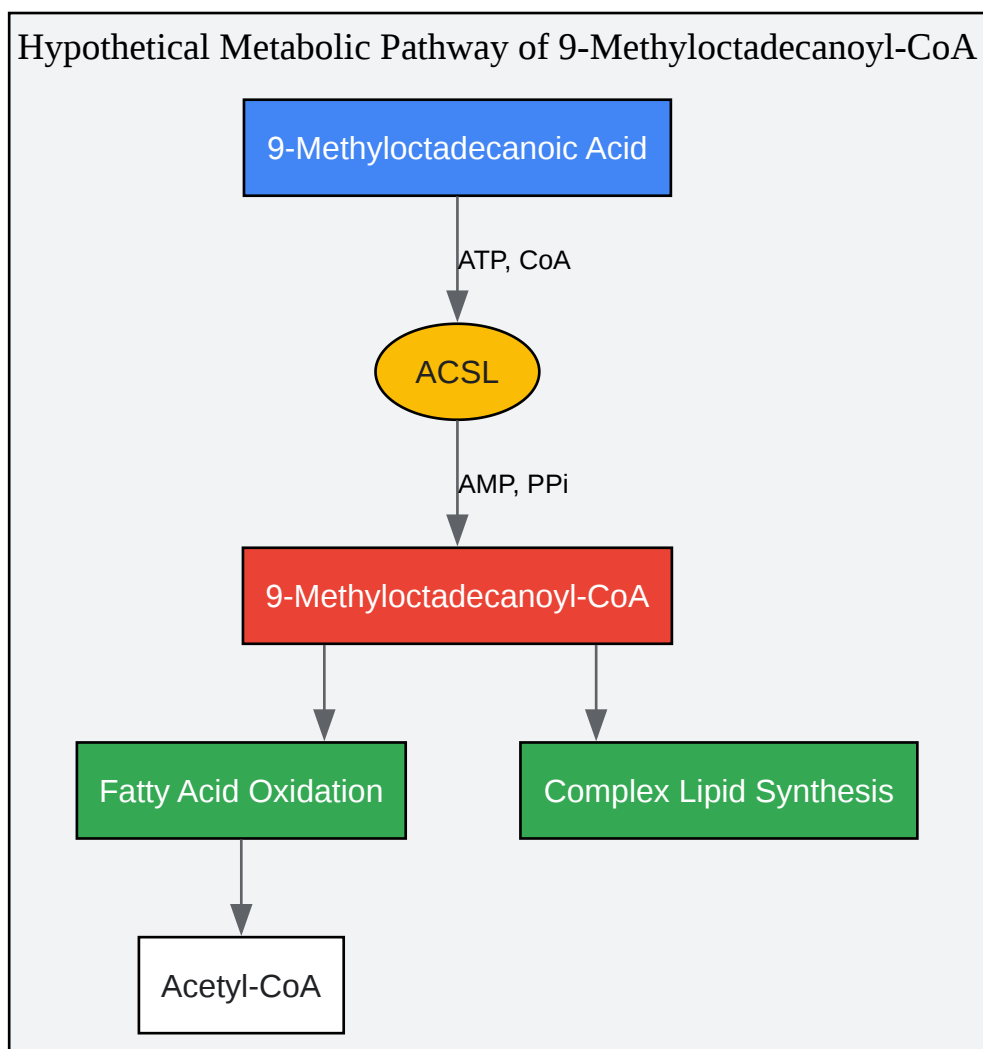 Hypothetical Metabolic Pathway of 9-Methyloctadecanoyl-CoA
9-Methyloctadecanoic Acid
ATP, CoA
ACSL
AMP, PPi
9-Methyloctadecanoyl-CoA
Fatty Acid Oxidation
Complex Lipid Synthesis
Acetyl-CoA